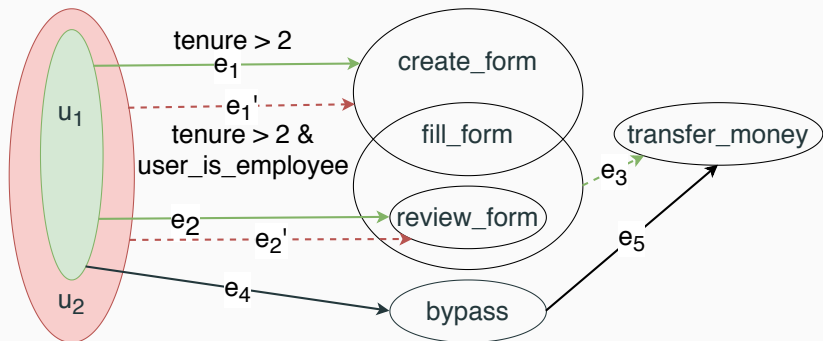 tenure > 2
e1
create_form
u1
e1'
tenure > 2 &
user_is_employee
fill_form
transfer_money
e3
e2
review_form
e2'
e5
e4
u2
bypass